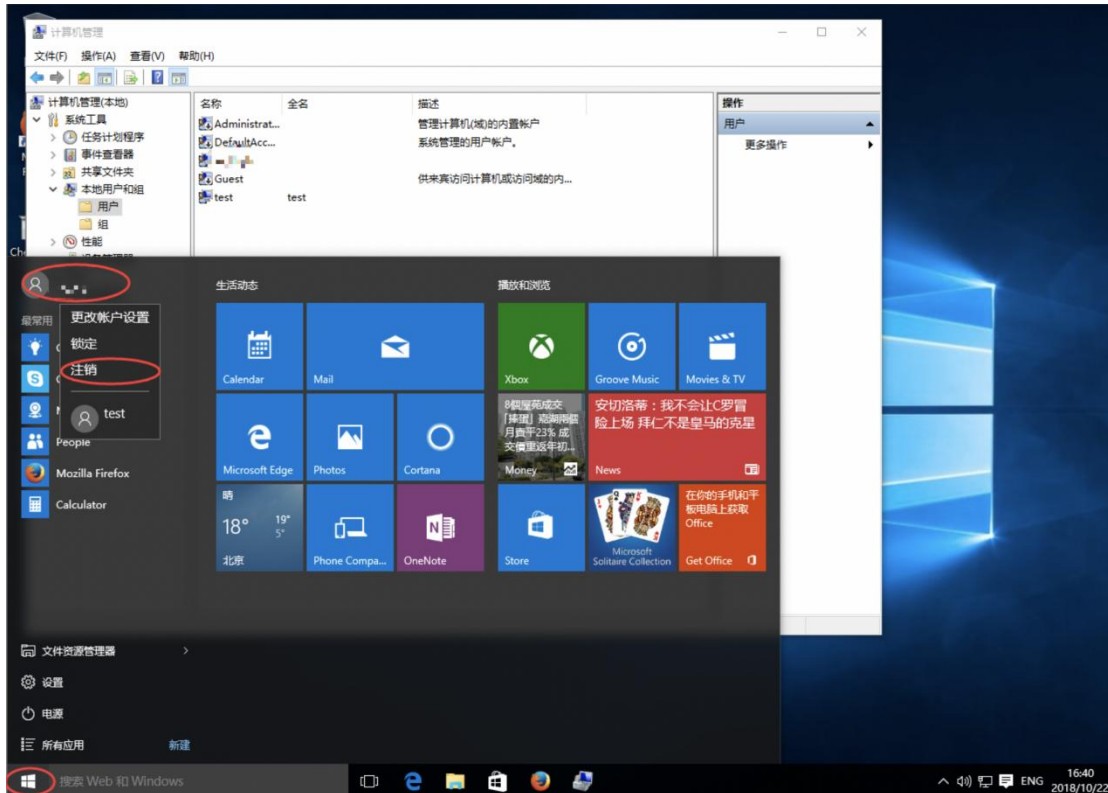 计算机管理
文件(F) 操作(A) 查看(V) 帮助(H)
计算机管理(本地)
系统工具
任务计划程序
事件查看器
共享文件夹
本地用户和组
用户
组
性能
名称 全名 描述
Administrat... 管理计算机(域)的内置帐户
DefaultAcc... 系统管理的用户帐户。
Guest 供来宾访问计算机或访问域的内...
test test
操作
用户
更多操作
最常用
更改帐户设置
锁定
注销
test
People
Mozilla Firefox
Calculator
文件资源管理器
设置
电源
所有应用 新建
生活动态
Calendar
Mail
Microsoft Edge
Photos
Cortana
晴
18° 19°
5°
北京
Phone Compa...
OneNote
播放和浏览
Xbox
Groove Music
Movies & TV
8個屋苑成交
月直平23% 成
交價重返年初...
Money
安切洛蒂：我不会让C罗冒
险上场 拜仁不是皇马的克星
News
Store
Microsoft
Solitaire Collection
在你的手机和平
板电脑上获取
Office
Get Office
搜索 Web 和 Windows
ENG
16:40
2018/10/22